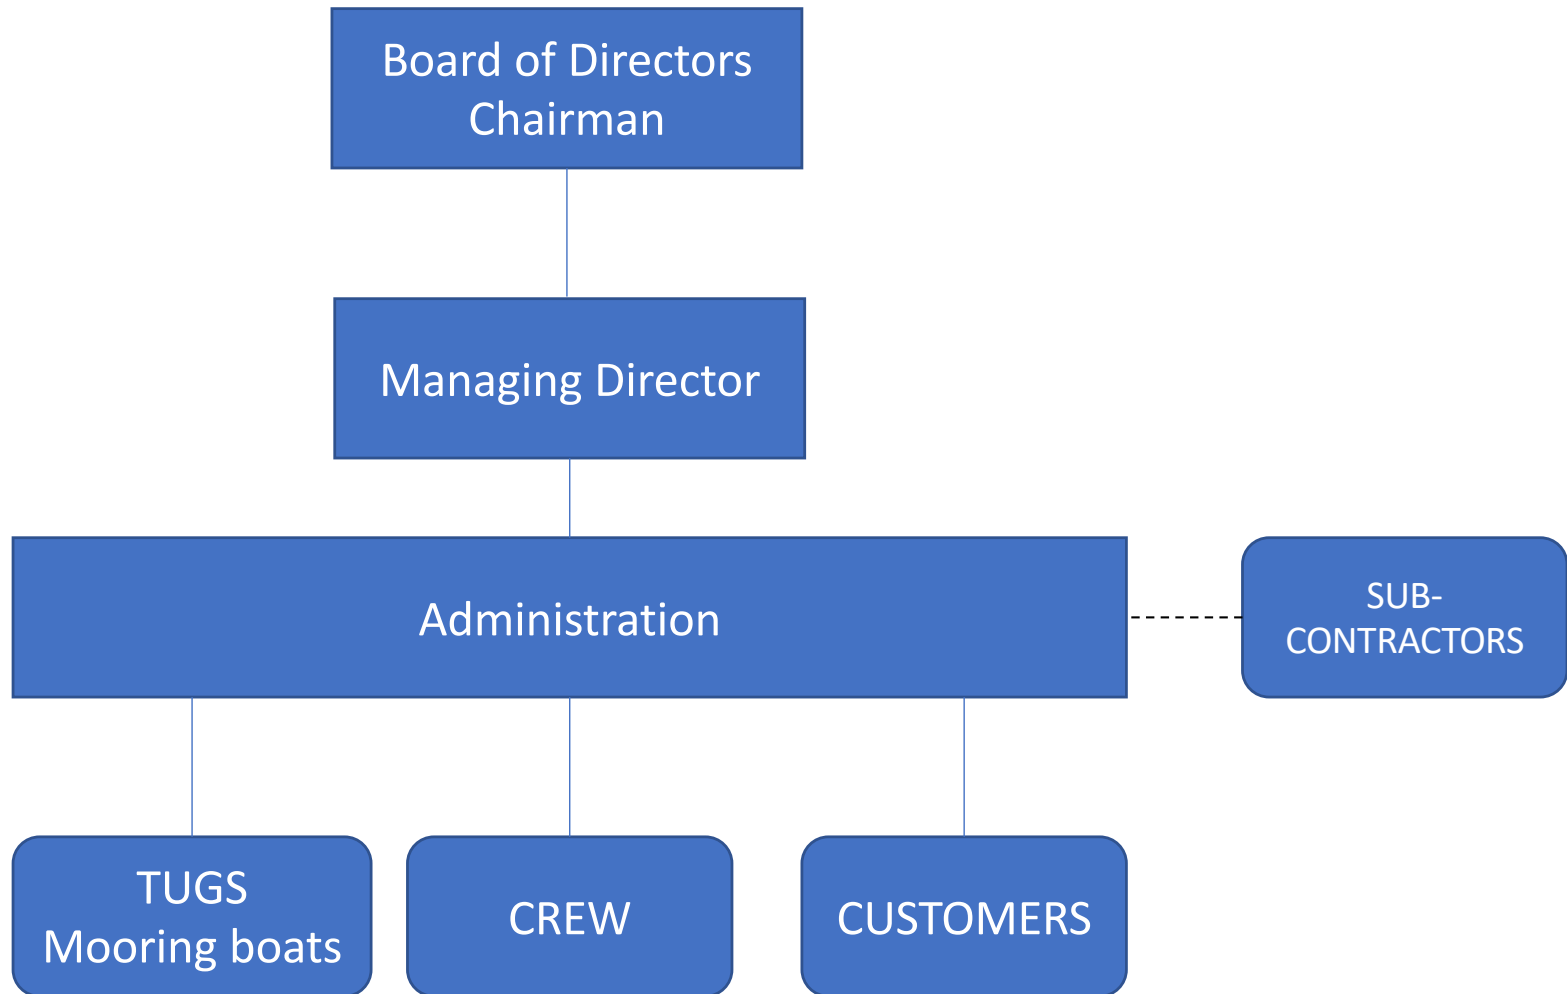 Board of Directors
Chairman
Managing Director
Administration
SUB-
CONTRACTORS
TUGS
Mooring boats
CREW
CUSTOMERS